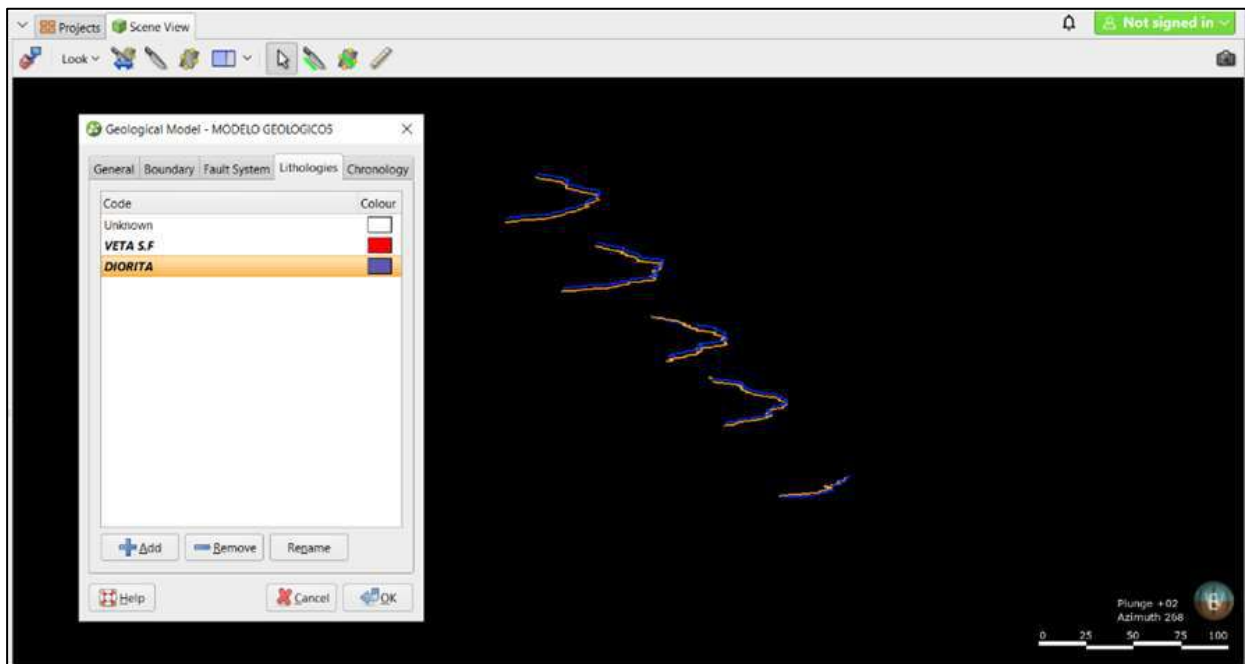 Projects Scene View Not signed in
Look
Geological Model - MODELO GEOLOGICO5
General Boundary Fault System Lithologies Chronology
Code Colour
Unknown
VETA S.F
DIORITA
Add Remove Rename
Help Cancel OK
Plunge +02
Azimuth 268
0 25 50 75 100